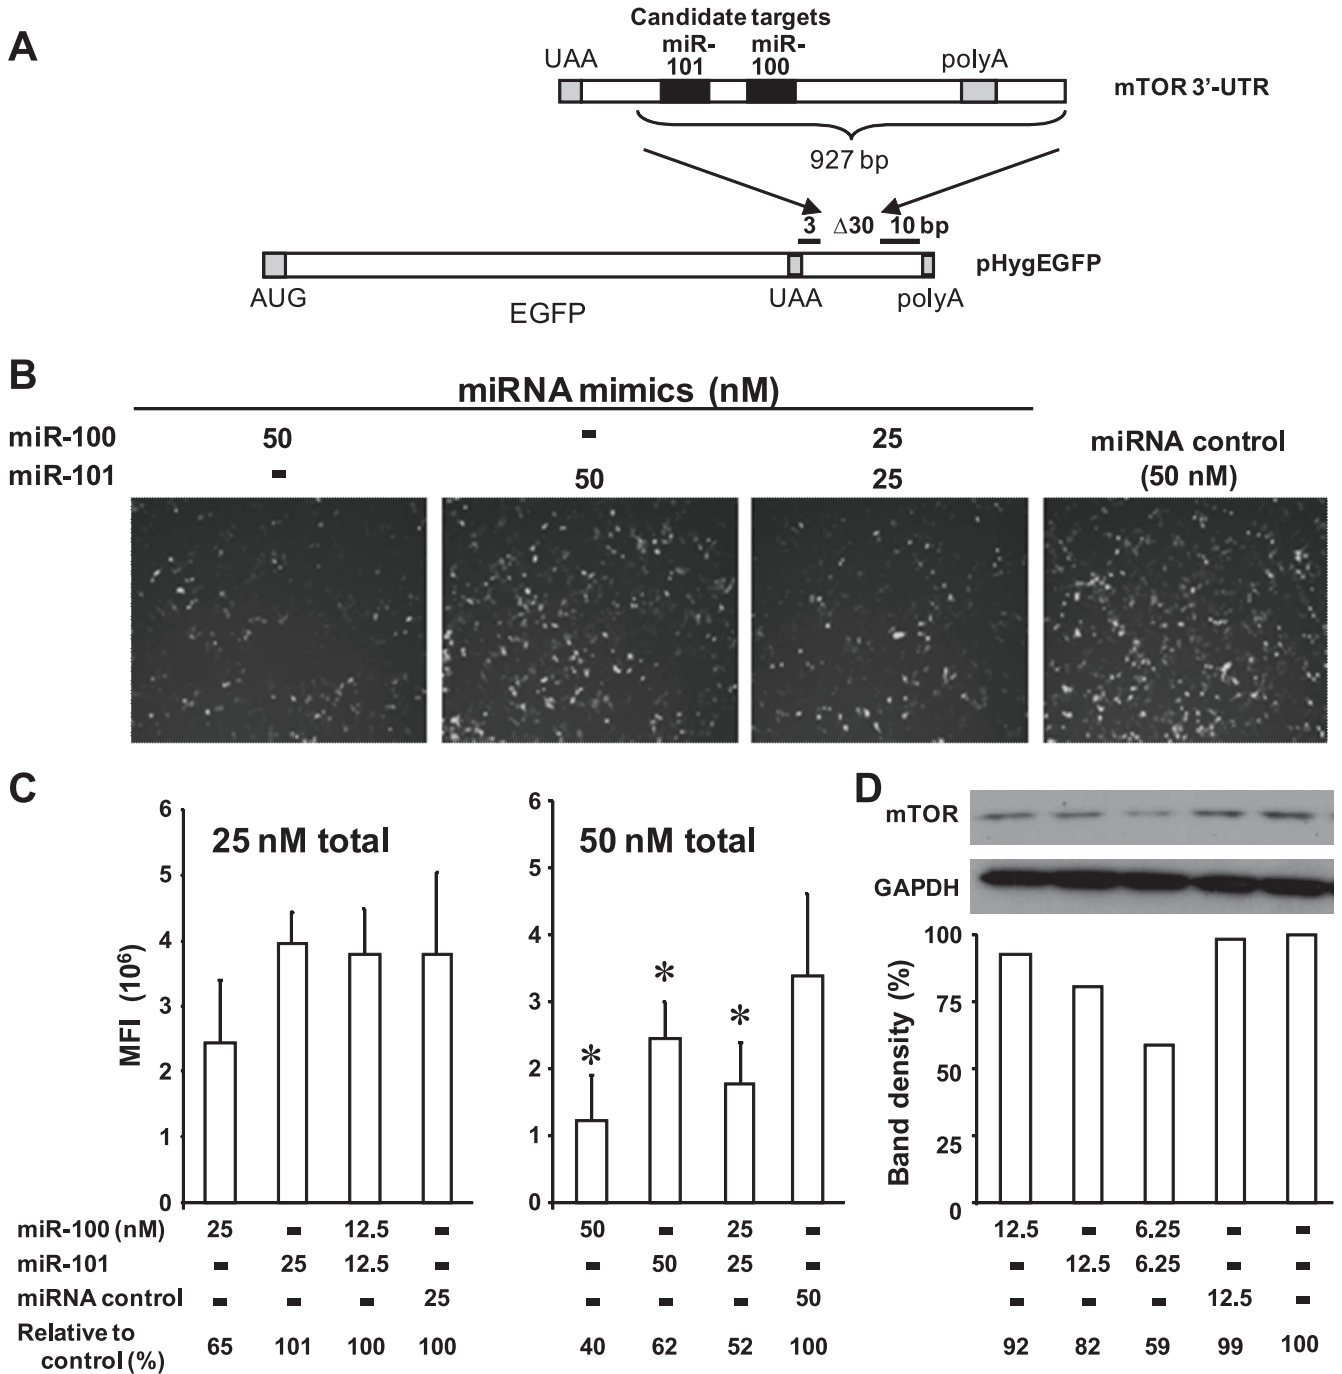 A
Candidate targets
miR-101 miR-100
UAA polyA
mTOR 3'-UTR
927 bp
3 Δ30 10 bp
pHygEGFP
AUG EGFP UAA polyA
B
miRNA mimics (nM)
miR-100 50 - 25
miR-101 - 50 25
miRNA control
(50 nM)
C
25 nM total
MFI (10⁶)
6
5
4
3
2
1
0
50 nM total
6
5
4
3
2
1
0
* * *
miR-100 (nM) 25 - 12.5 - 50 - 25 -
miR-101 - 25 12.5 - - 50 25 -
miRNA control - - - 25 - - - 50
Relative to
control (%) 65 101 100 100 40 62 52 100
D
mTOR
GAPDH
Band density (%)
100
75
50
25
0
12.5 - 6.25 - -
- 12.5 6.25 - -
- - - 12.5 -
92 82 59 99 100